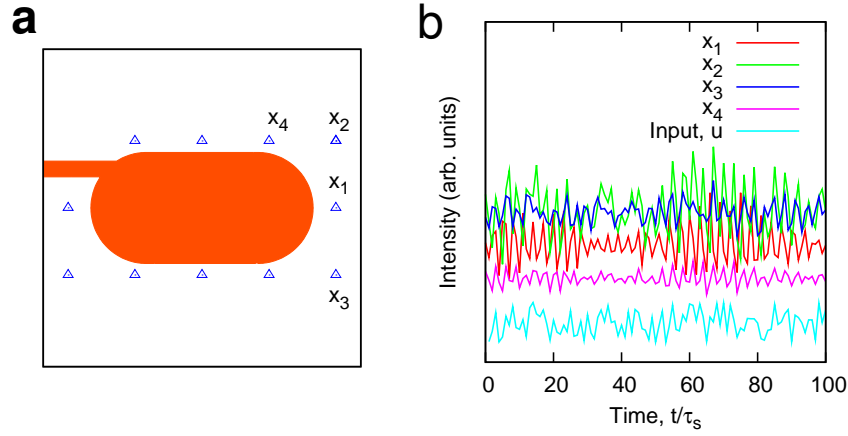 a
x4
x2
x1
x3
b
x1
x2
x3
x4
Input, u
Intensity (arb. units)
0 20 40 60 80 100
Time, t/τs